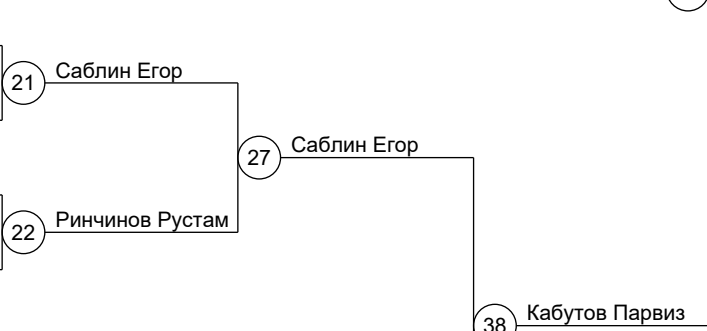 21 Саблин Егор
27 Саблин Егор
22 Ринчинов Рустам
38 Кабутов Парвиз